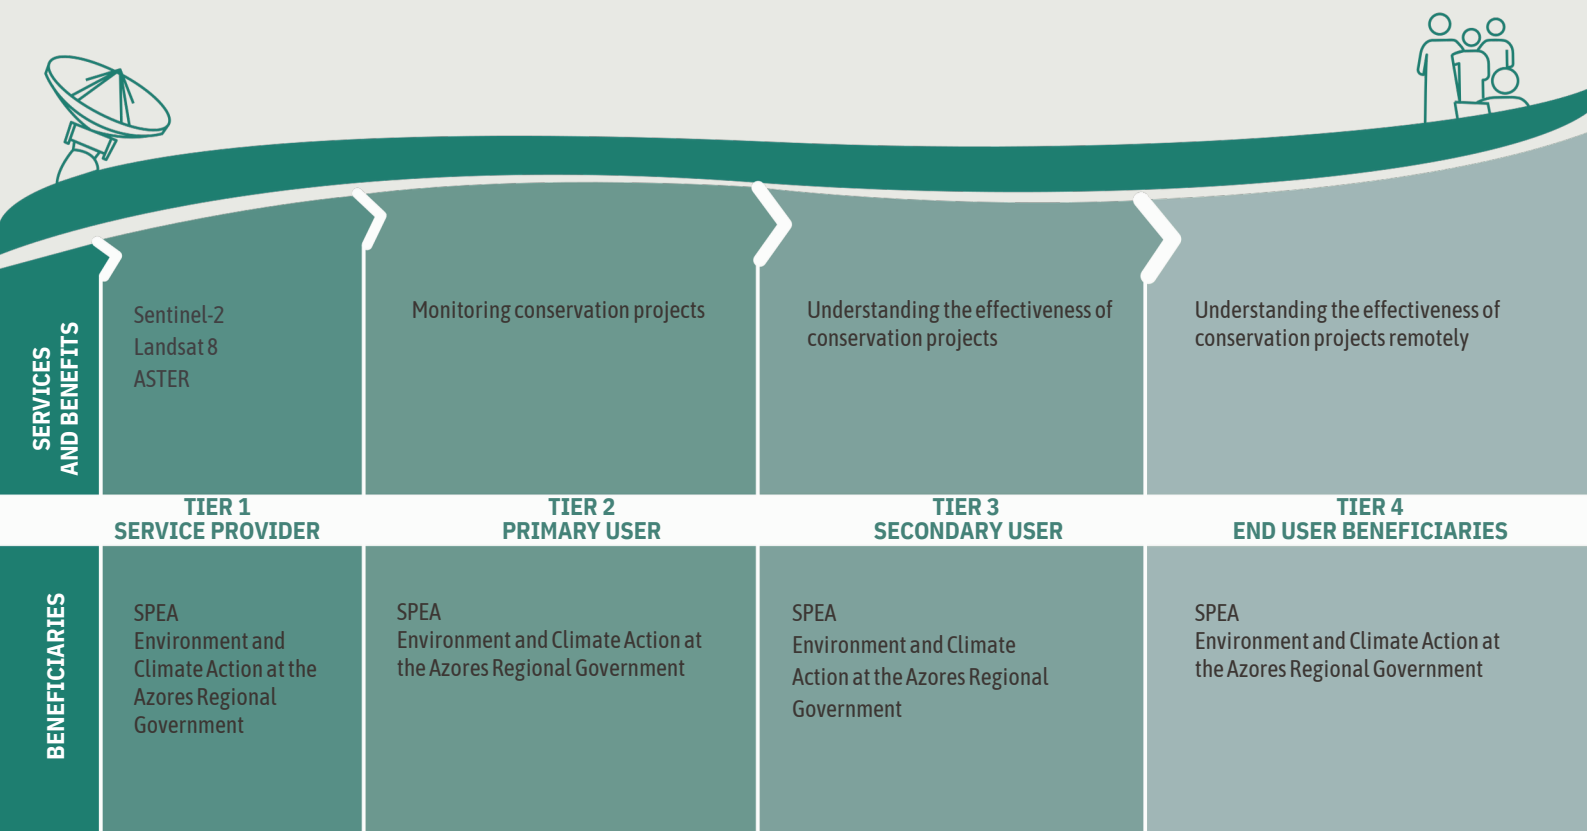 SERVICES
AND BENEFITS
Sentinel-2
Landsat 8
ASTER
Monitoring conservation projects
Understanding the effectiveness of
conservation projects
Understanding the effectiveness of
conservation projects remotely
TIER 1
SERVICE PROVIDER
TIER 2
PRIMARY USER
TIER 3
SECONDARY USER
TIER 4
END USER BENEFICIARIES
BENEFICIARIES
SPEA
Environment and
Climate Action at the
Azores Regional
Government
SPEA
Environment and Climate Action at
the Azores Regional Government
SPEA
Environment and Climate
Action at the Azores Regional
Government
SPEA
Environment and Climate Action at
the Azores Regional Government